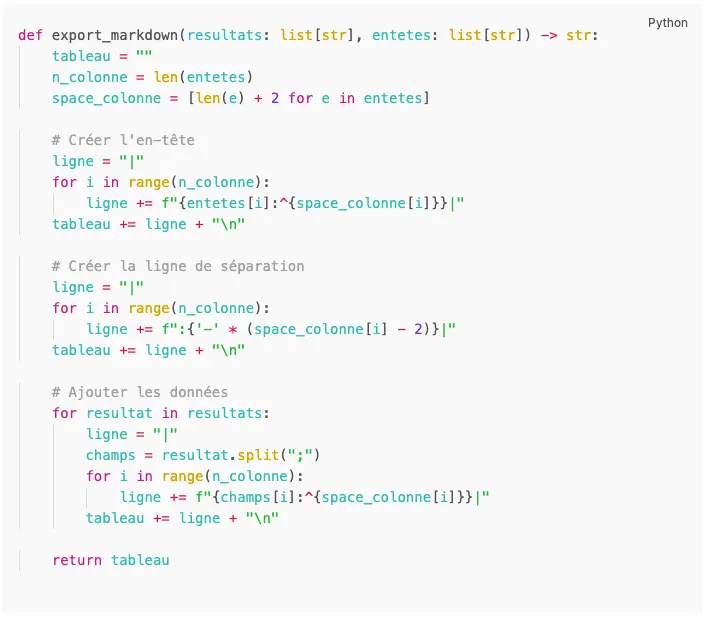 Python
def export_markdown(resultats: list[str], entetes: list[str]) -> str:
    tableau = ""
    n_colonne = len(entetes)
    space_colonne = [len(e) + 2 for e in entetes]

    # Créer l'en-tête
    ligne = "|"
    for i in range(n_colonne):
        ligne += f"{entetes[i]:^{space_colonne[i]}}|"
    tableau += ligne + "\n"

    # Créer la ligne de séparation
    ligne = "|"
    for i in range(n_colonne):
        ligne += f":{'-' * (space_colonne[i] - 2)}|"
    tableau += ligne + "\n"

    # Ajouter les données
    for resultat in resultats:
        ligne = "|"
        champs = resultat.split(";")
        for i in range(n_colonne):
            ligne += f"{champs[i]:^{space_colonne[i]}}|"
        tableau += ligne + "\n"

    return tableau